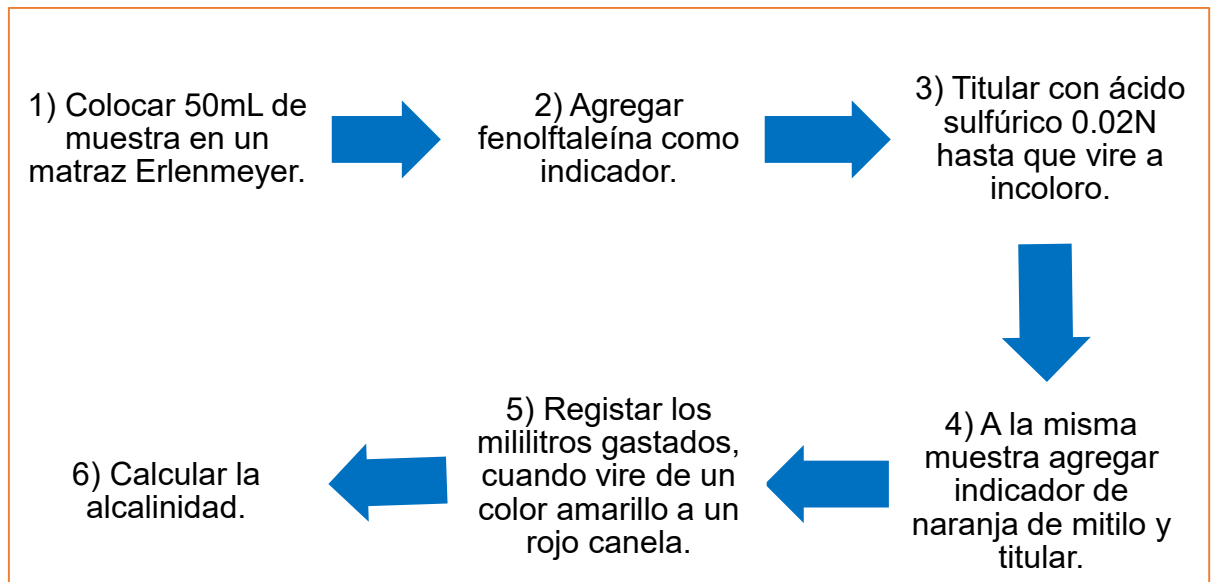 1) Colocar 50mL de
muestra en un
matraz Erlenmeyer.
2) Agregar
fenolftaleína como
indicador.
3) Titular con ácido
sulfúrico 0.02N
hasta que vire a
incoloro.
4) A la misma
muestra agregar
indicador de
naranja de mitilo y
titular.
5) Registar los
mililitros gastados,
cuando vire de un
color amarillo a un
rojo canela.
6) Calcular la
alcalinidad.